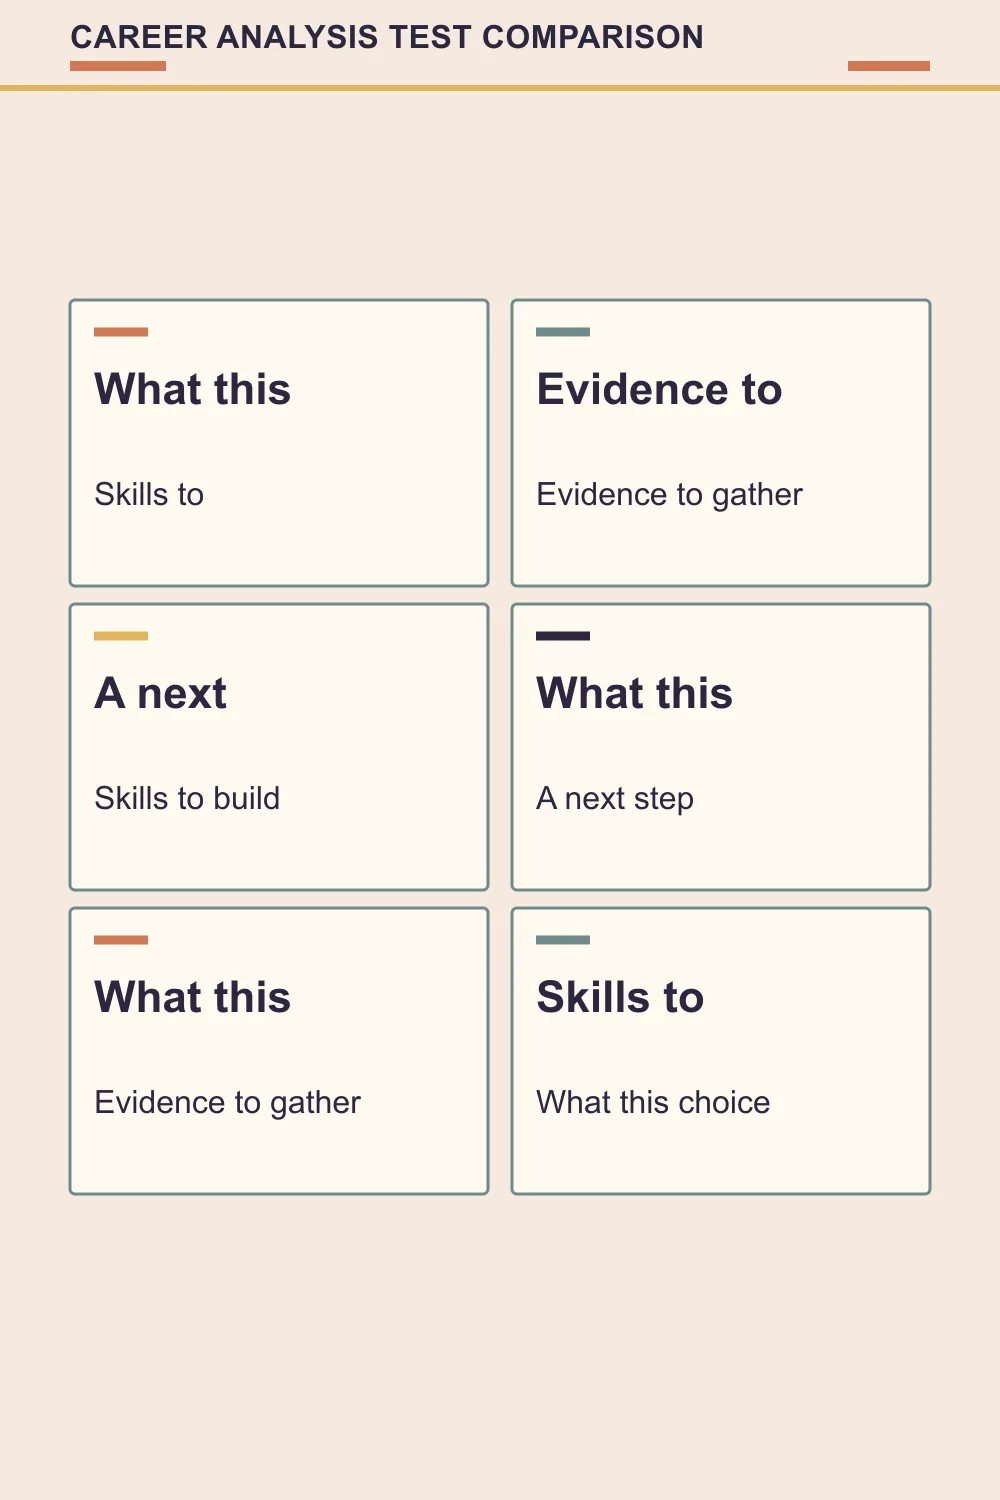 CAREER ANALYSIS TEST COMPARISON
What this
Skills to
Evidence to
Evidence to gather
A next
Skills to build
What this
A next step
What this
Evidence to gather
Skills to
What this choice